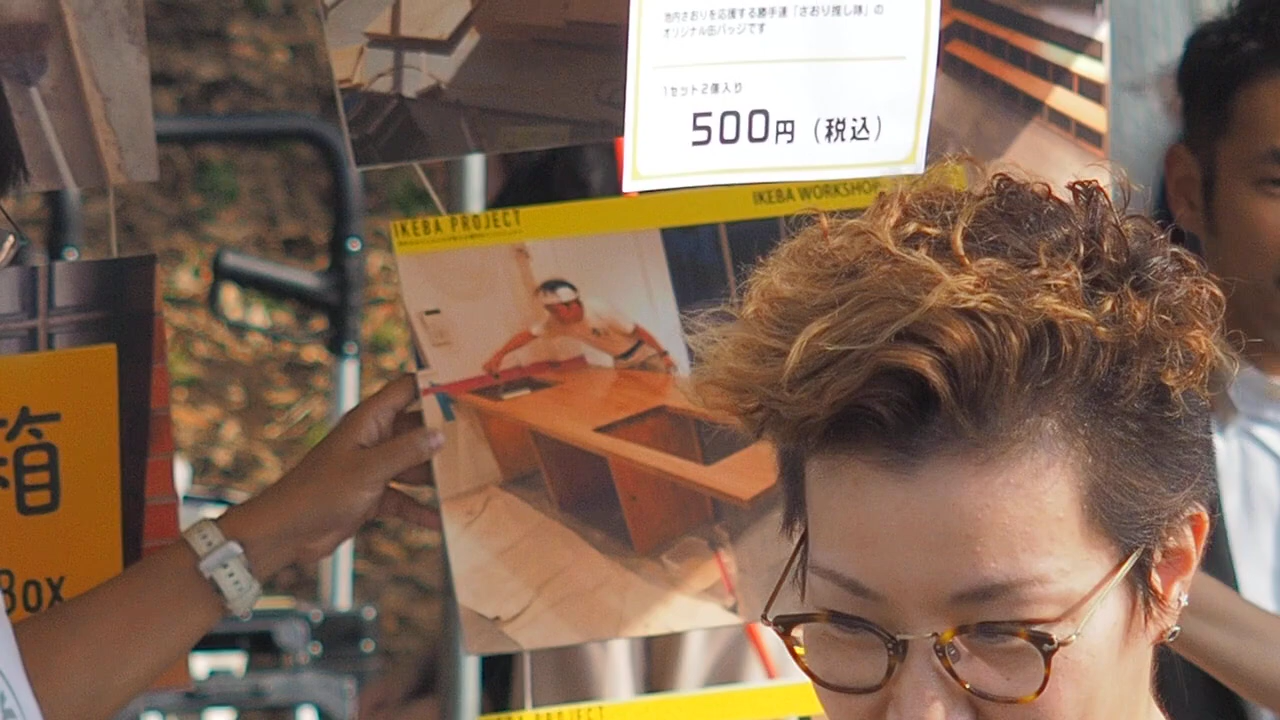 池内さおりを応援する勝手連「さおり推し隊」の
オリジナル缶バッジです
1セット2個入り
500円（税込）
IKEBA PROJECT
IKEBA WORKSHOP
箱
Box
IKEBA PROJECT